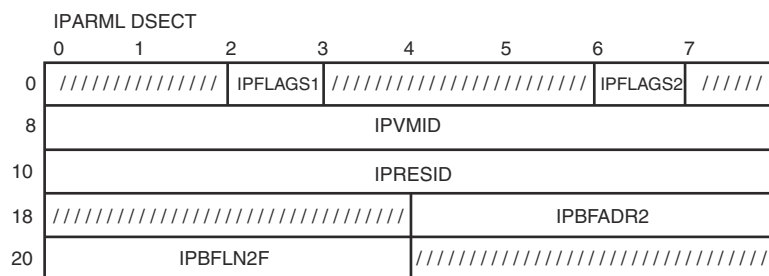 IPARML DSECT
0 1 2 3 4 5 6 7
0 / / / / / / / / / / / / / / / IPFLAGS1 / / / / / / / / / / / / / / / / / / / / / / / / IPFLAGS2 / / / / / /
8 IPVMID
10 IPRESID
18 / / / / / / / / / / / / / / / / / / / / / / / / / / / / / / / / / IPBFADR2
20 IPBFLN2F / / / / / / / / / / / / / / / / / / / / / / / / / / / / / / / / /